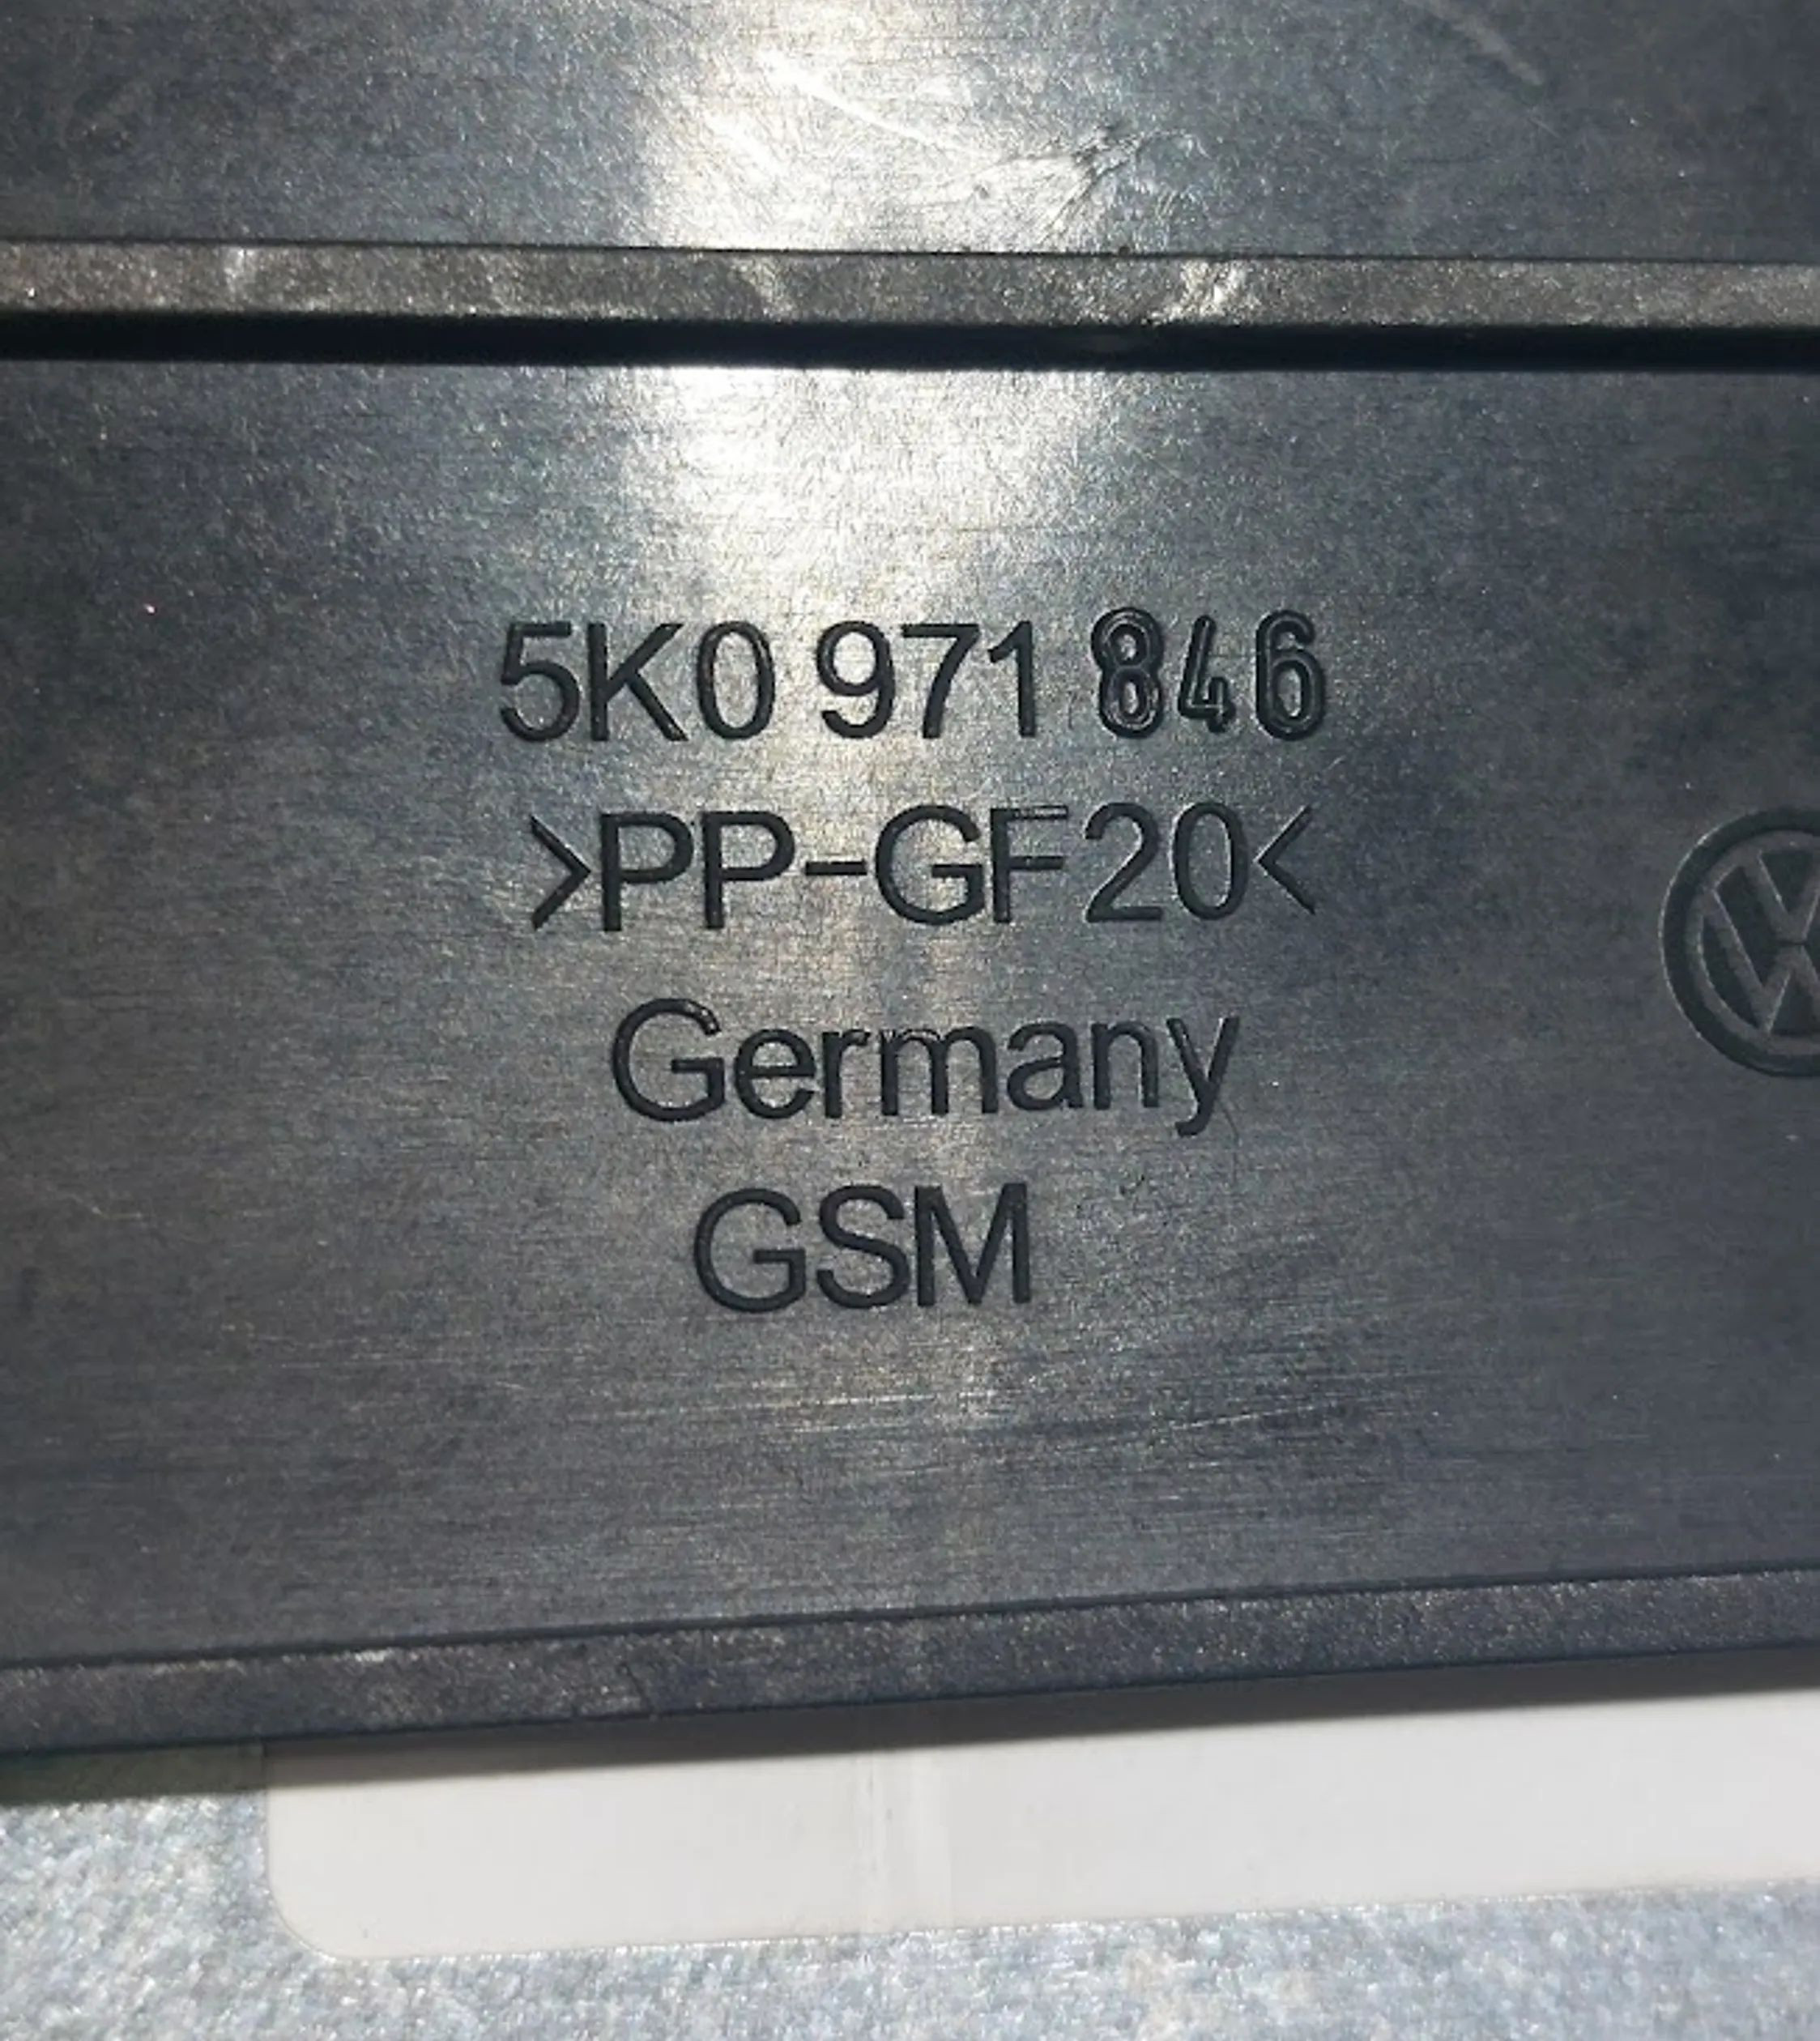 5K0 971 846
>PP-GF20<
Germany
GSM